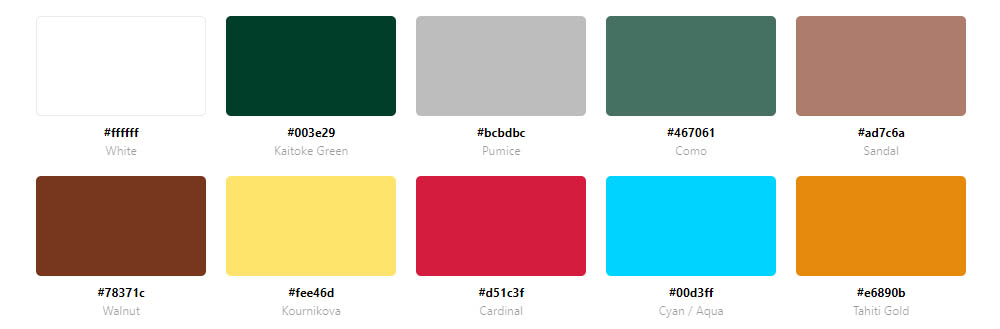 #ffffff #003e29 #bcbdbc #467061 #ad7c6a
White Kaitoke Green Pumice Como Sandal
#78371c #fee46d #d51c3f #00d3ff #e6890b
Walnut Kournikova Cardinal Cyan / Aqua Tahiti Gold